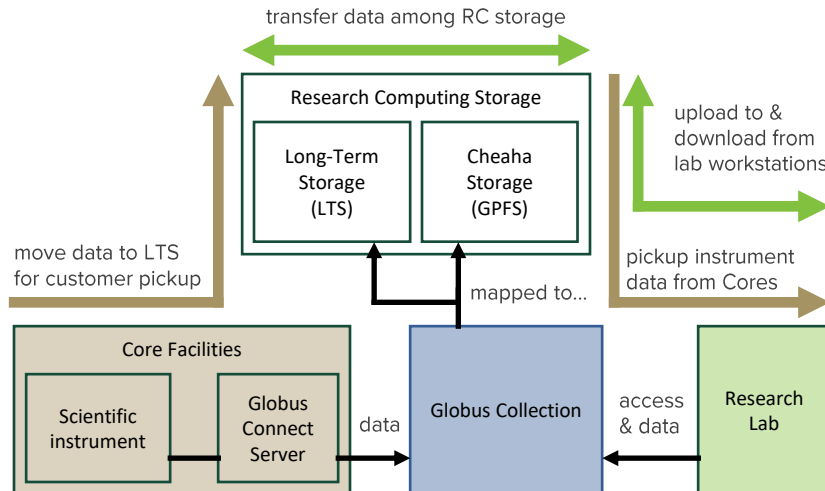 transfer data among RC storage
Research Computing Storage
Long-Term
Storage
(LTS)
Cheaha
Storage
(GPFS)
upload to &
download from
lab workstations
move data to LTS
for customer pickup
pickup instrument
data from Cores
mapped to...
Core Facilities
Scientific
instrument
Globus
Connect
Server
data
Globus Collection
access
& data
Research
Lab